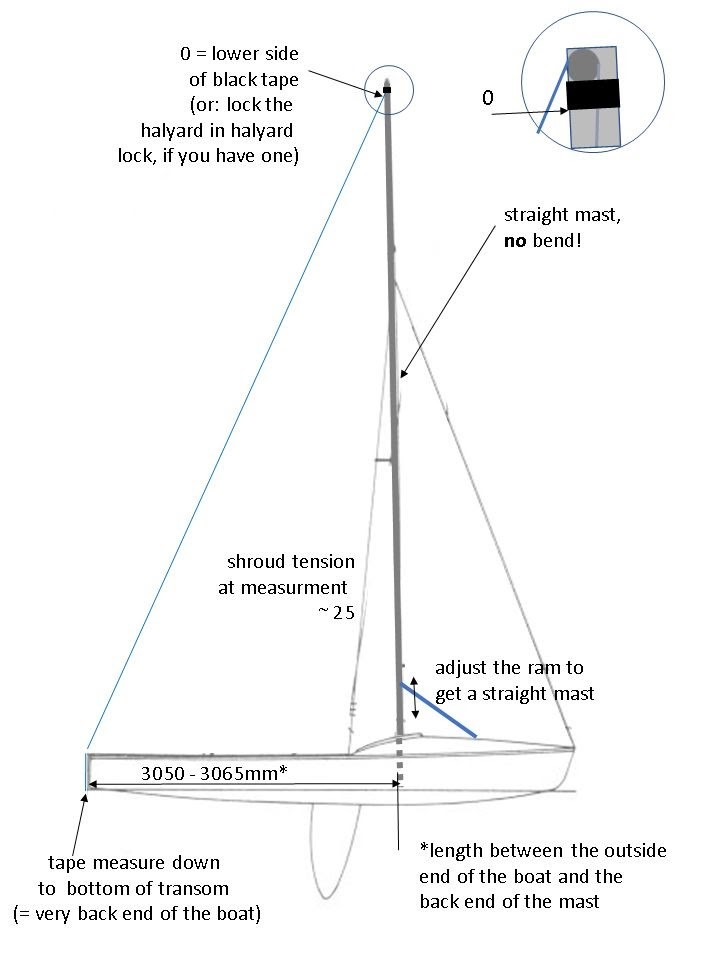 0 = lower side
of black tape
(or: lock the
halyard in halyard
lock, if you have one)
0
straight mast,
no bend!
shroud tension
at measurment
~ 25
adjust the ram to
get a straight mast
3050 - 3065mm*
tape measure down
to bottom of transom
(= very back end of the boat)
*length between the outside
end of the boat and the
back end of the mast